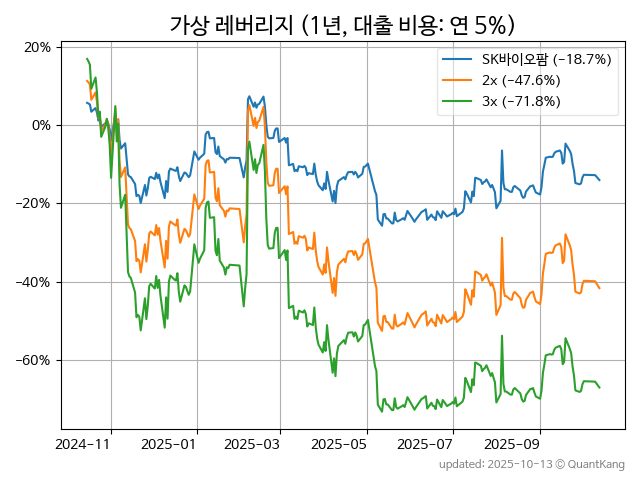 가상 레버리지 (1년, 대출 비용: 연 5%)
SK바이오팜 (−18.7%)
2x (−47.6%)
3x (−71.8%)
20%
0%
−20%
−40%
−60%
2024-11 2025-01 2025-03 2025-05 2025-07 2025-09
updated: 2025-10-13 © QuantKang